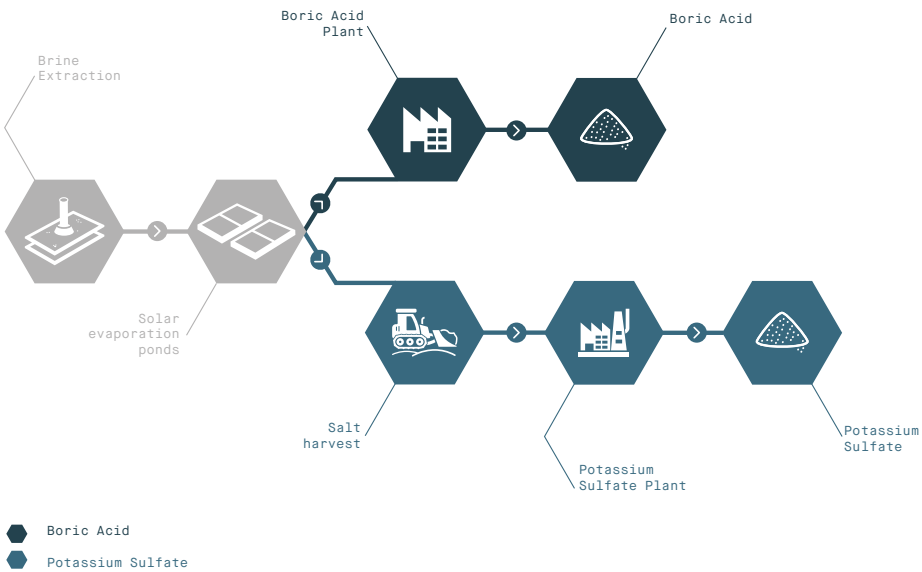 Boric Acid
Plant
Boric Acid
Brine
Extraction
Solar
evaporation
ponds
Salt
harvest
Potassium
Sulfate Plant
Potassium
Sulfate
Boric Acid
Potassium Sulfate